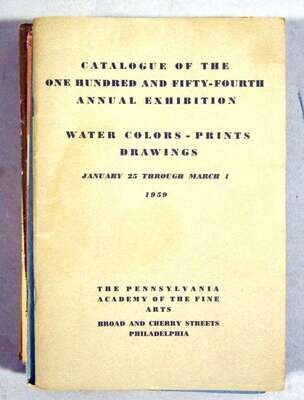 CATALOGUE OF THE
ONE HUNDRED AND FIFTY-FOURTH
ANNUAL EXHIBITION
WATER COLORS - PRINTS
DRAWINGS
JANUARY 25 THROUGH MARCH 1
1959
THE PENNSYLVANIA
ACADEMY OF THE FINE
ARTS
BROAD AND CHERRY STREETS
PHILADELPHIA